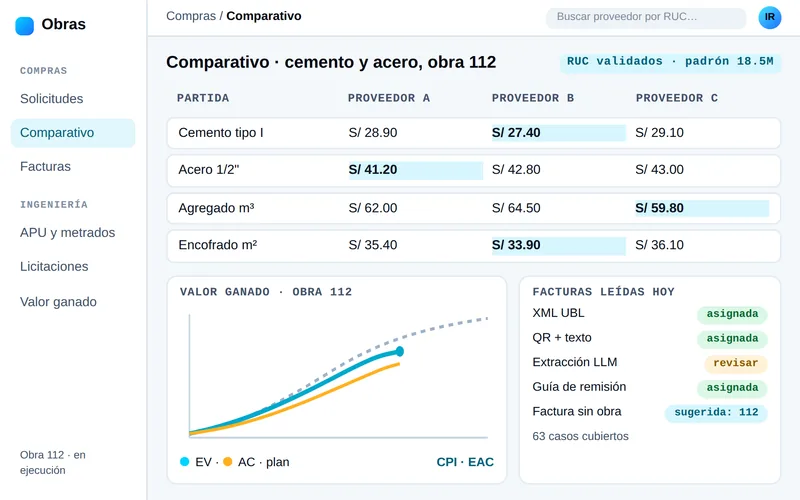 Obras
COMPRAS
Solicitudes
Comparativo
Facturas
INGENIERÍA
APU y metrados
Licitaciones
Valor ganado
Obra 112 · en
ejecución
Compras / Comparativo
Buscar proveedor por RUC…
IR
Comparativo · cemento y acero, obra 112
RUC validados · padrón 18.5M
PARTIDA PROVEEDOR A PROVEEDOR B PROVEEDOR C
Cemento tipo I S/ 28.90 S/ 27.40 S/ 29.10
Acero 1/2" S/ 41.20 S/ 42.80 S/ 43.00
Agregado m³ S/ 62.00 S/ 64.50 S/ 59.80
Encofrado m² S/ 35.40 S/ 33.90 S/ 36.10
VALOR GANADO · OBRA 112
EV · AC · plan CPI · EAC
FACTURAS LEÍDAS HOY
XML UBL asignada
QR + texto asignada
Extracción LLM revisar
Guía de remisión asignada
Factura sin obra sugerida: 112
63 casos cubiertos